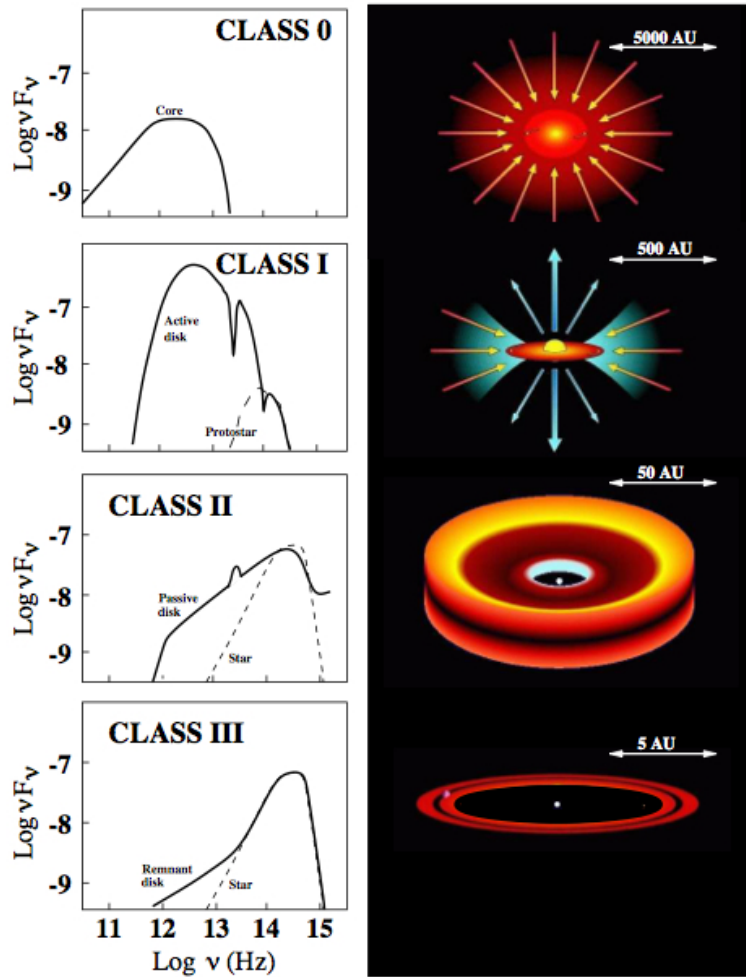 CLASS 0
Log νFν
-7
-8
-9
Core
5000 AU
CLASS I
Log νFν
-7
-8
-9
Active
disk
Protostar
500 AU
CLASS II
Log νFν
-7
-8
-9
Passive
disk
Star
50 AU
CLASS III
Log νFν
-7
-8
-9
Remnant
disk
Star
5 AU
11 12 13 14 15
Log ν (Hz)